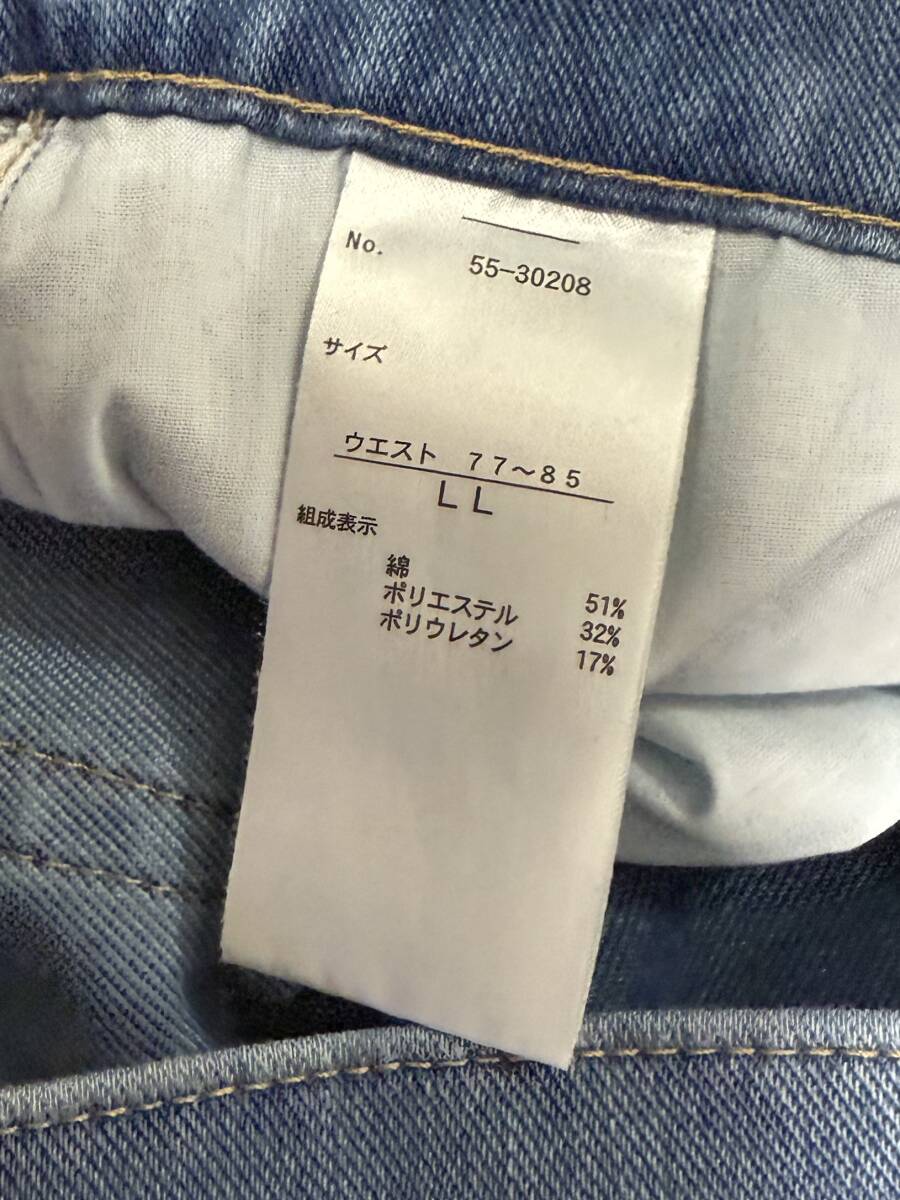 No. 55-30208
サイズ
ウエスト 77~85
LL
組成表示
綿 51%
ポリエステル 32%
ポリウレタン 17%